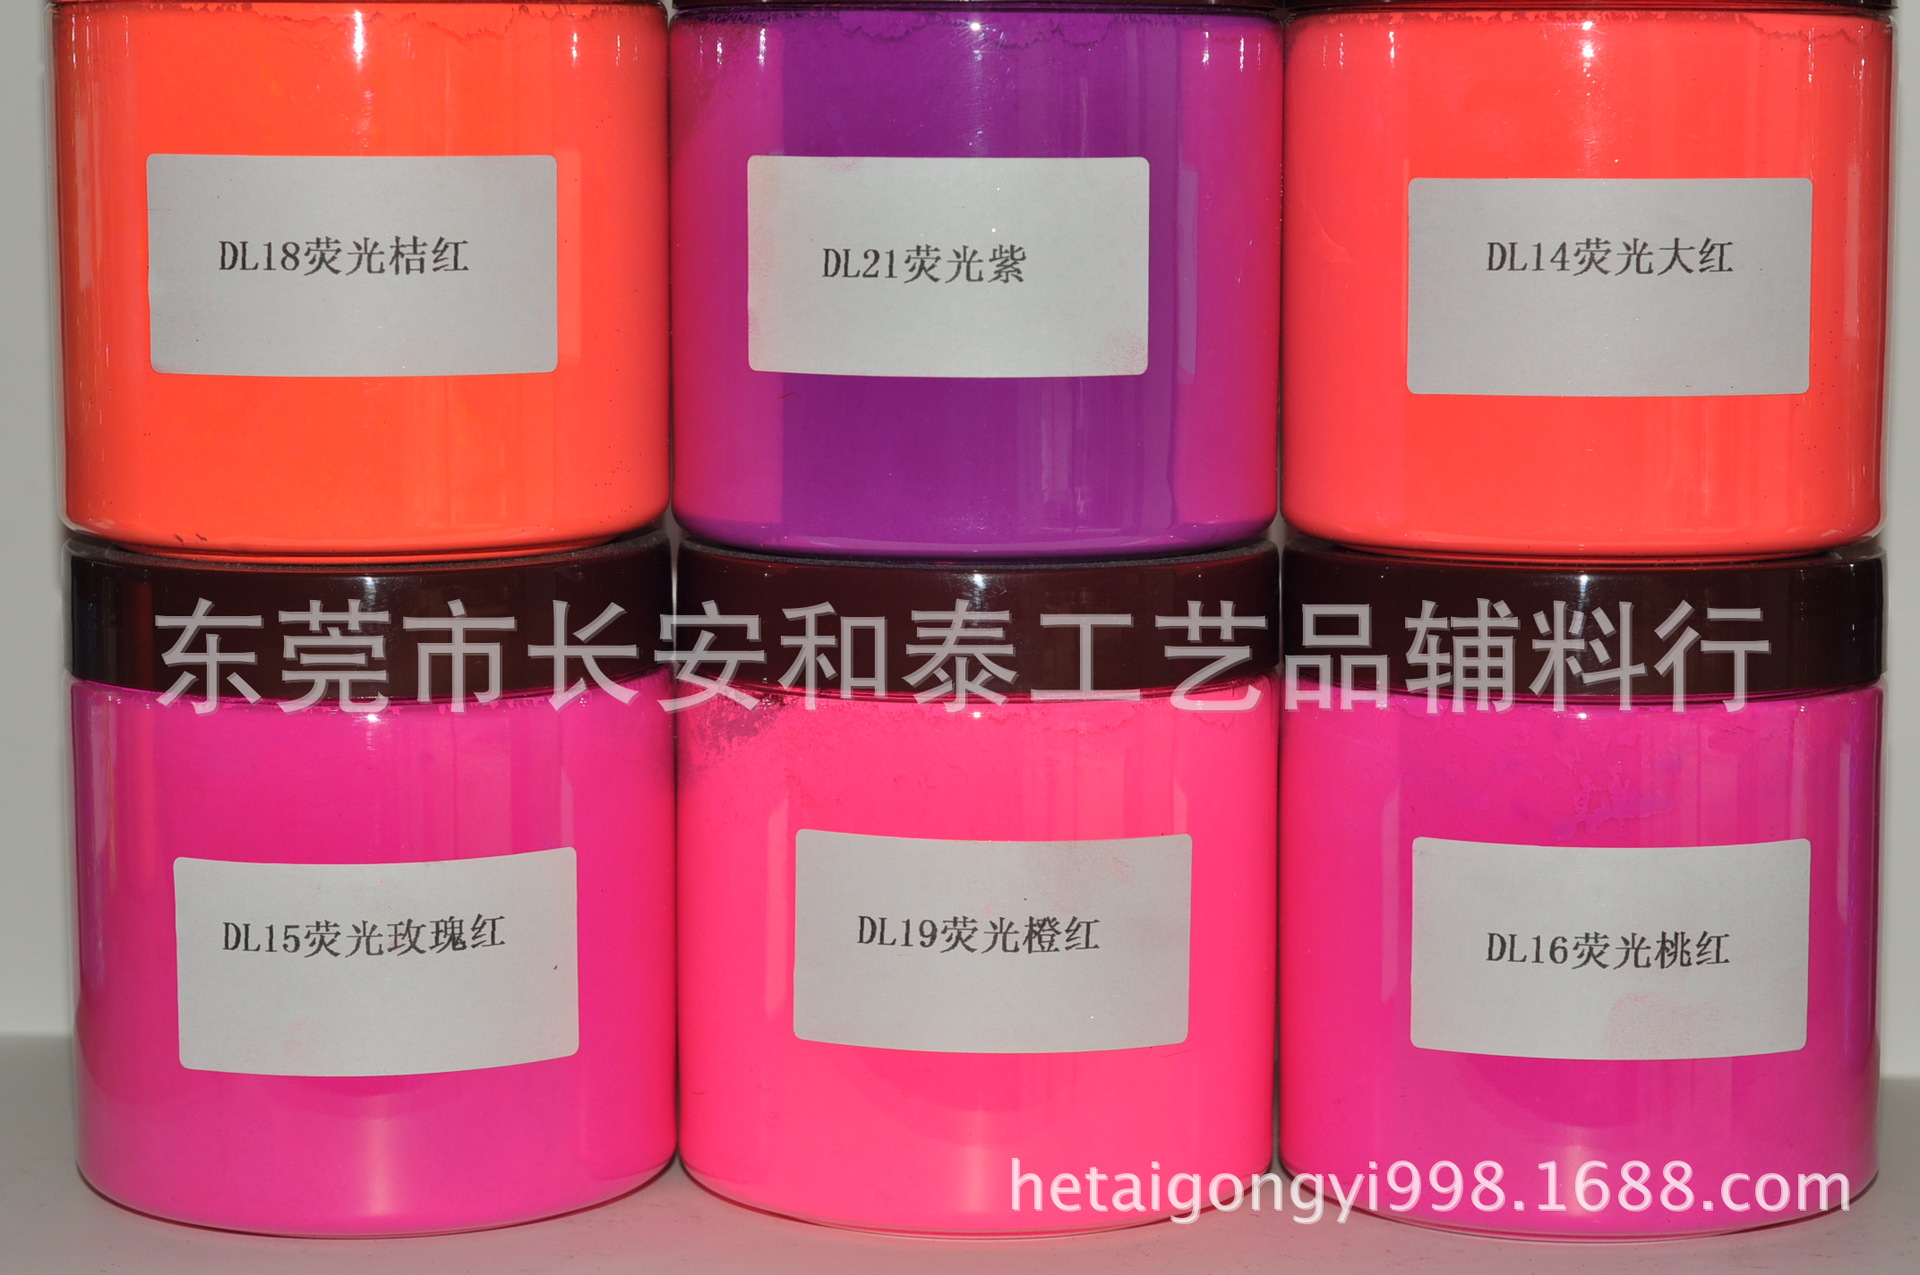 DL18荧光桔红
DL21荧光紫
DL14荧光大红
东莞市长安和泰工艺品辅料行
DL15荧光玫瑰红
DL19荧光橙红
DL16荧光桃红
hetaigongyi998.1688.com